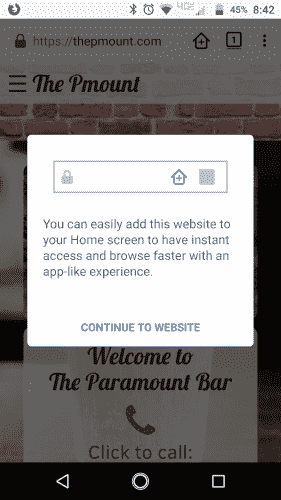 45% 8:42
https://thepmount.com 1
The Pmount
You can easily add this website to
your Home screen to have instant
access and browse faster with an
app-like experience.
CONTINUE TO WEBSITE
Welcome to
The Paramount Bar
Click to call: